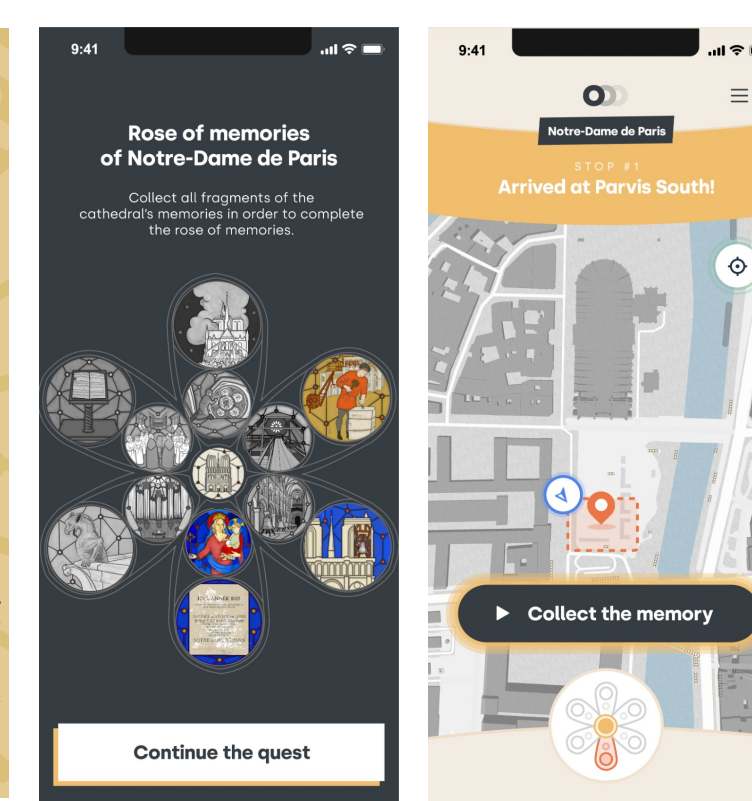 9:41
Rose of memories
of Notre-Dame de Paris
Collect all fragments of the
cathedral's memories in order to complete
the rose of memories.
Continue the quest
9:41
Notre-Dame de Paris
STOP #1
Arrived at Parvis South!
Collect the memory